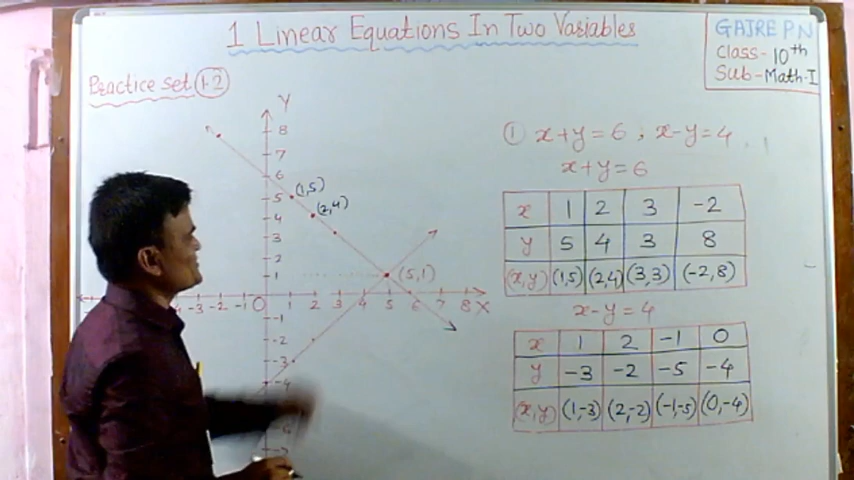 1 Linear Equations In Two Variables
GAJRE P N
Class- 10th
Sub- Math-I
Practice Set 1.2
Y
8
7
6
5
4
3
2
1
(1,5)
(2,4)
(5,1)
-3 -2 -1 0 1 2 3 4 5 6 7 8 X
-1
-2
-3
-4
① x+y=6 ; x-y=4
x+y=6
x 1 2 3 -2
y 5 4 3 8
(x,y) (1,5) (2,4) (3,3) (-2,8)
x-y=4
x 1 2 -1 0
y -3 -2 -5 -4
(x,y) (1,-3) (2,-2) (-1,-5) (0,-4)